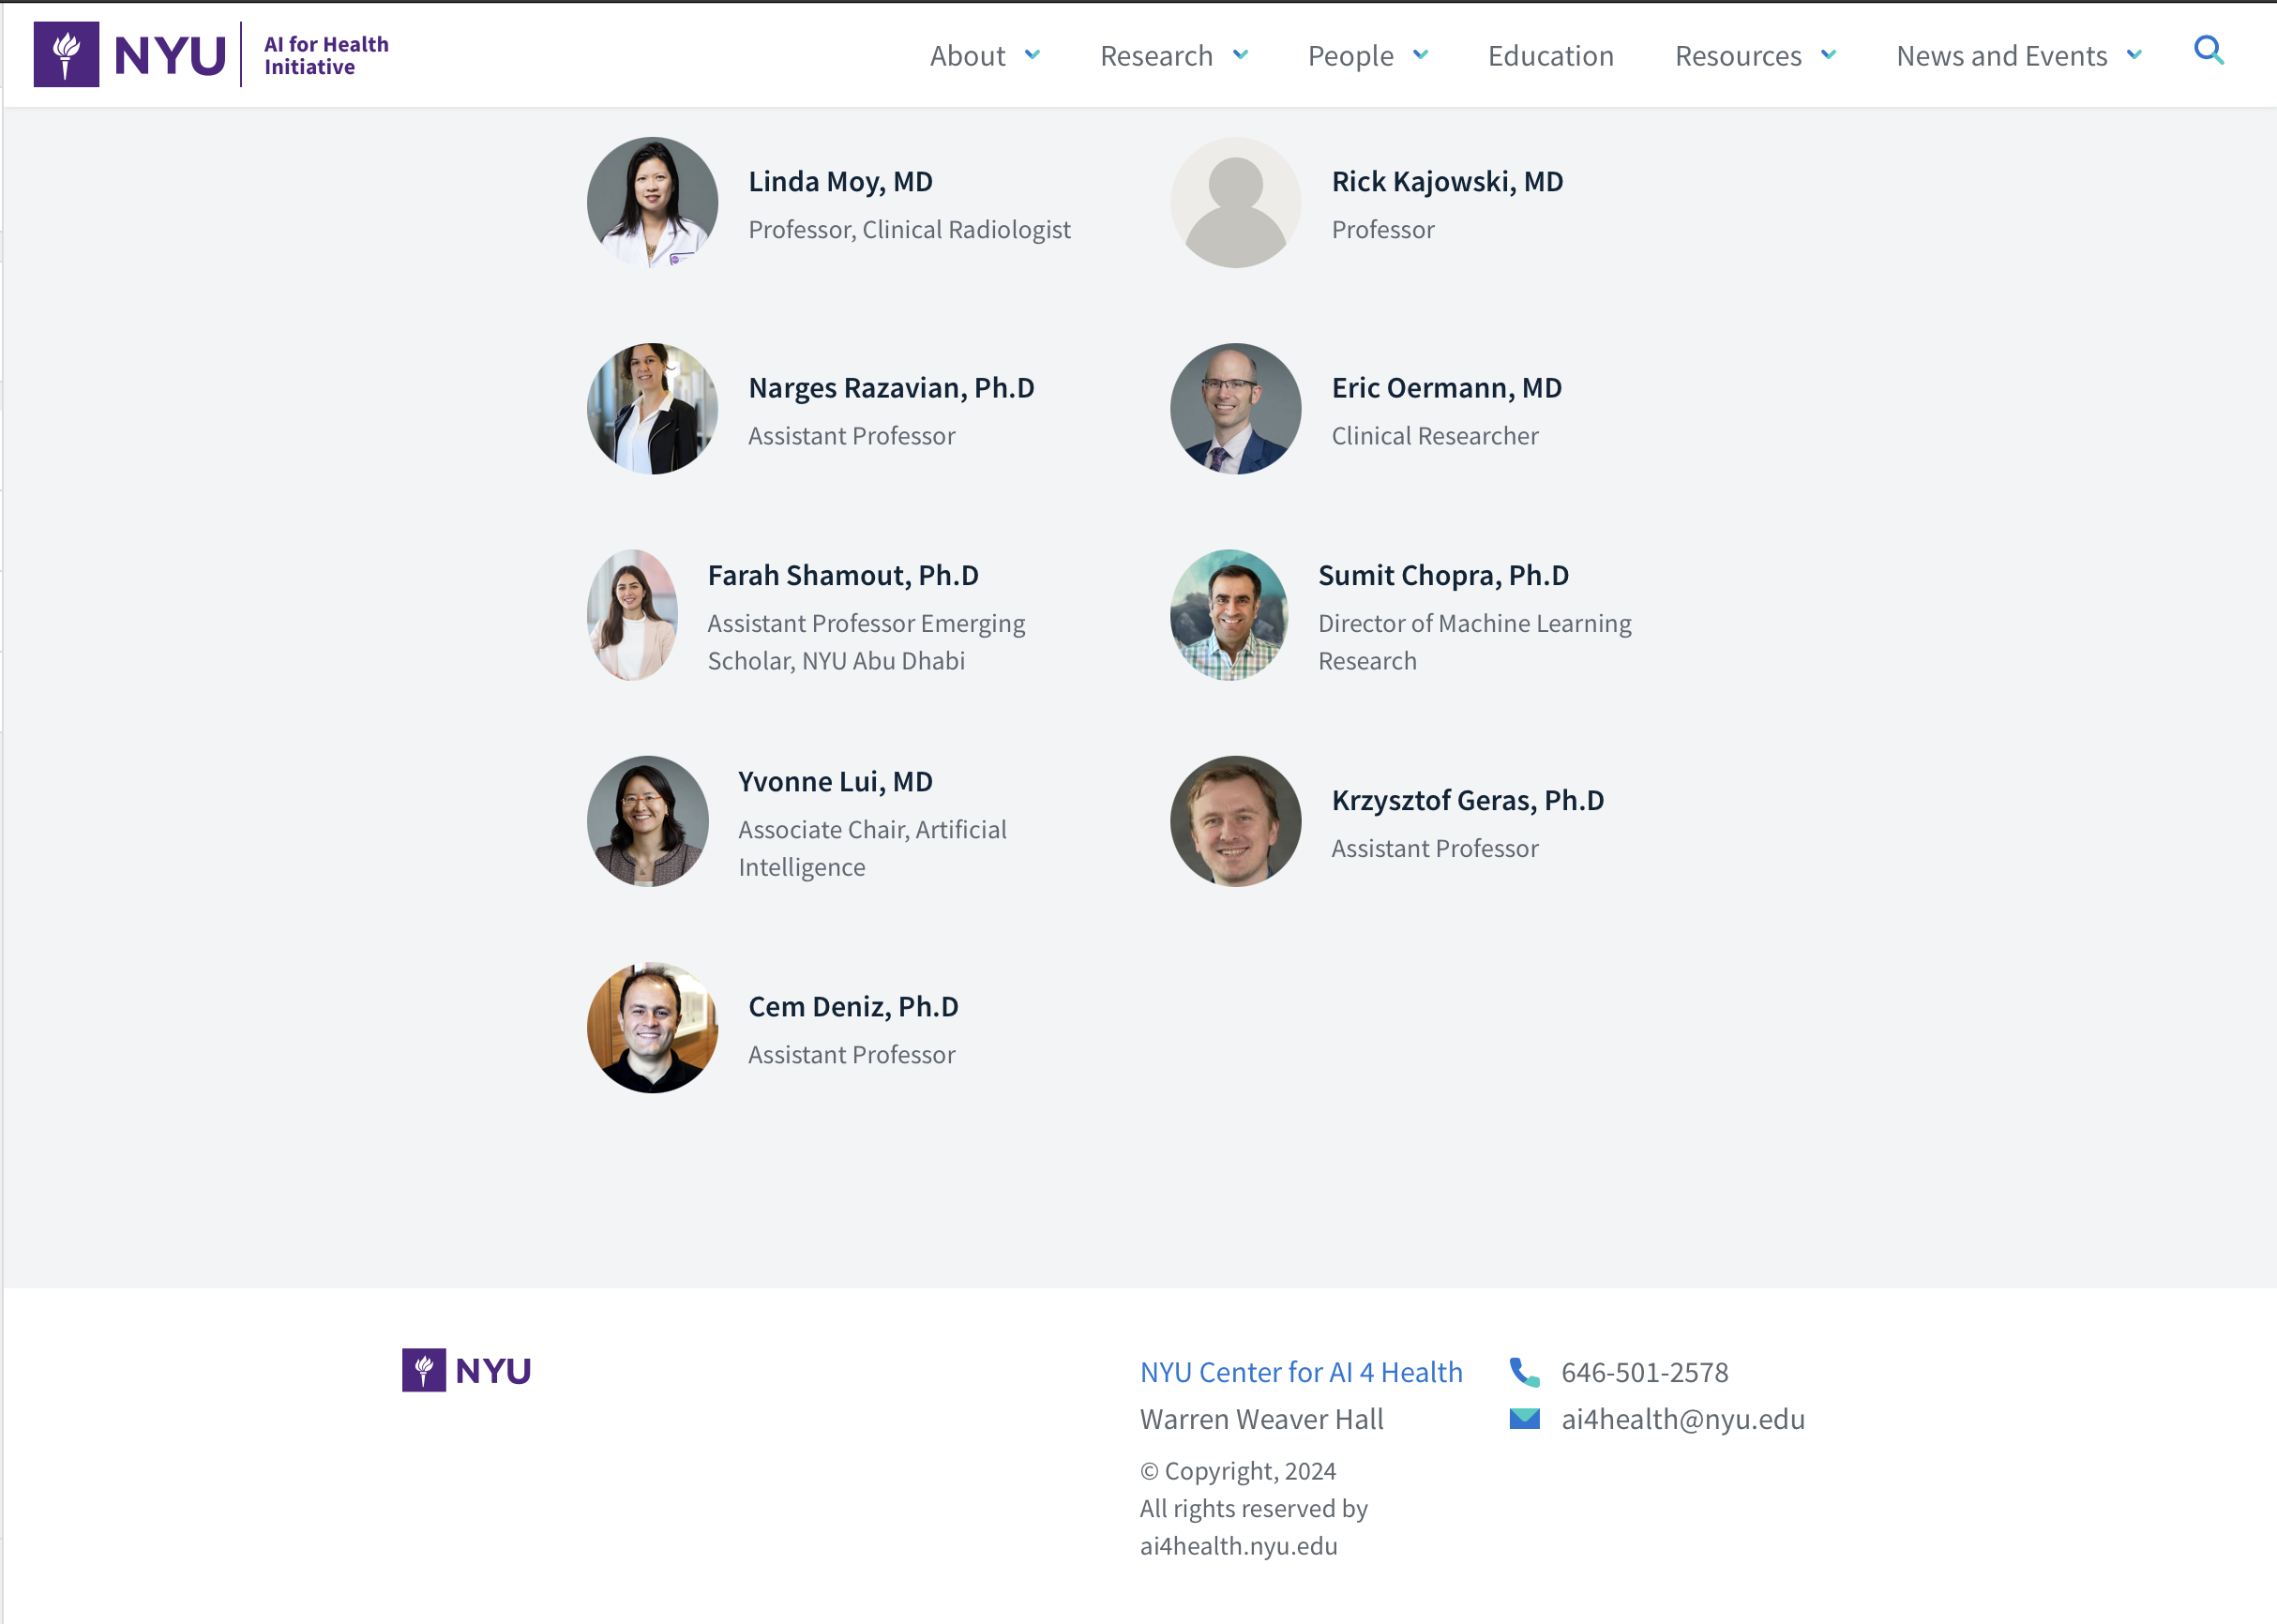 NYU
AI for Health
Initiative
About
Research
People
Education
Resources
News and Events
Linda Moy, MD
Professor, Clinical Radiologist
Rick Kajowski, MD
Professor
Narges Razavian, Ph.D
Assistant Professor
Eric Oermann, MD
Clinical Researcher
Farah Shamout, Ph.D
Assistant Professor Emerging
Scholar, NYU Abu Dhabi
Sumit Chopra, Ph.D
Director of Machine Learning
Research
Yvonne Lui, MD
Associate Chair, Artificial
Intelligence
Krzysztof Geras, Ph.D
Assistant Professor
Cem Deniz, Ph.D
Assistant Professor
NYU
NYU Center for AI 4 Health
Warren Weaver Hall
© Copyright, 2024
All rights reserved by
ai4health.nyu.edu
646-501-2578
ai4health@nyu.edu